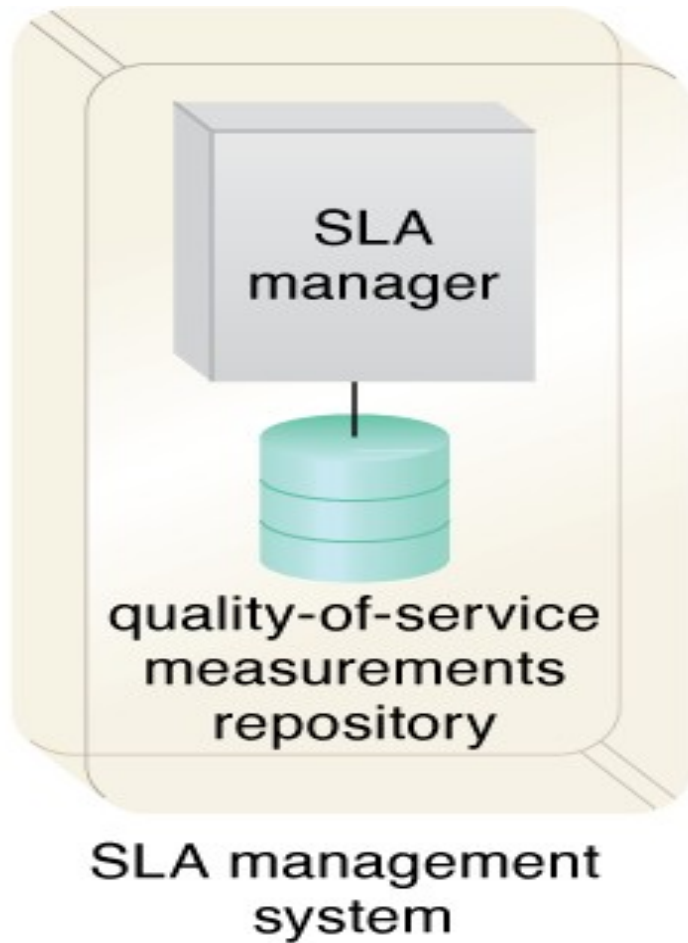 SLA
manager
quality-of-service
measurements
repository
SLA management
system